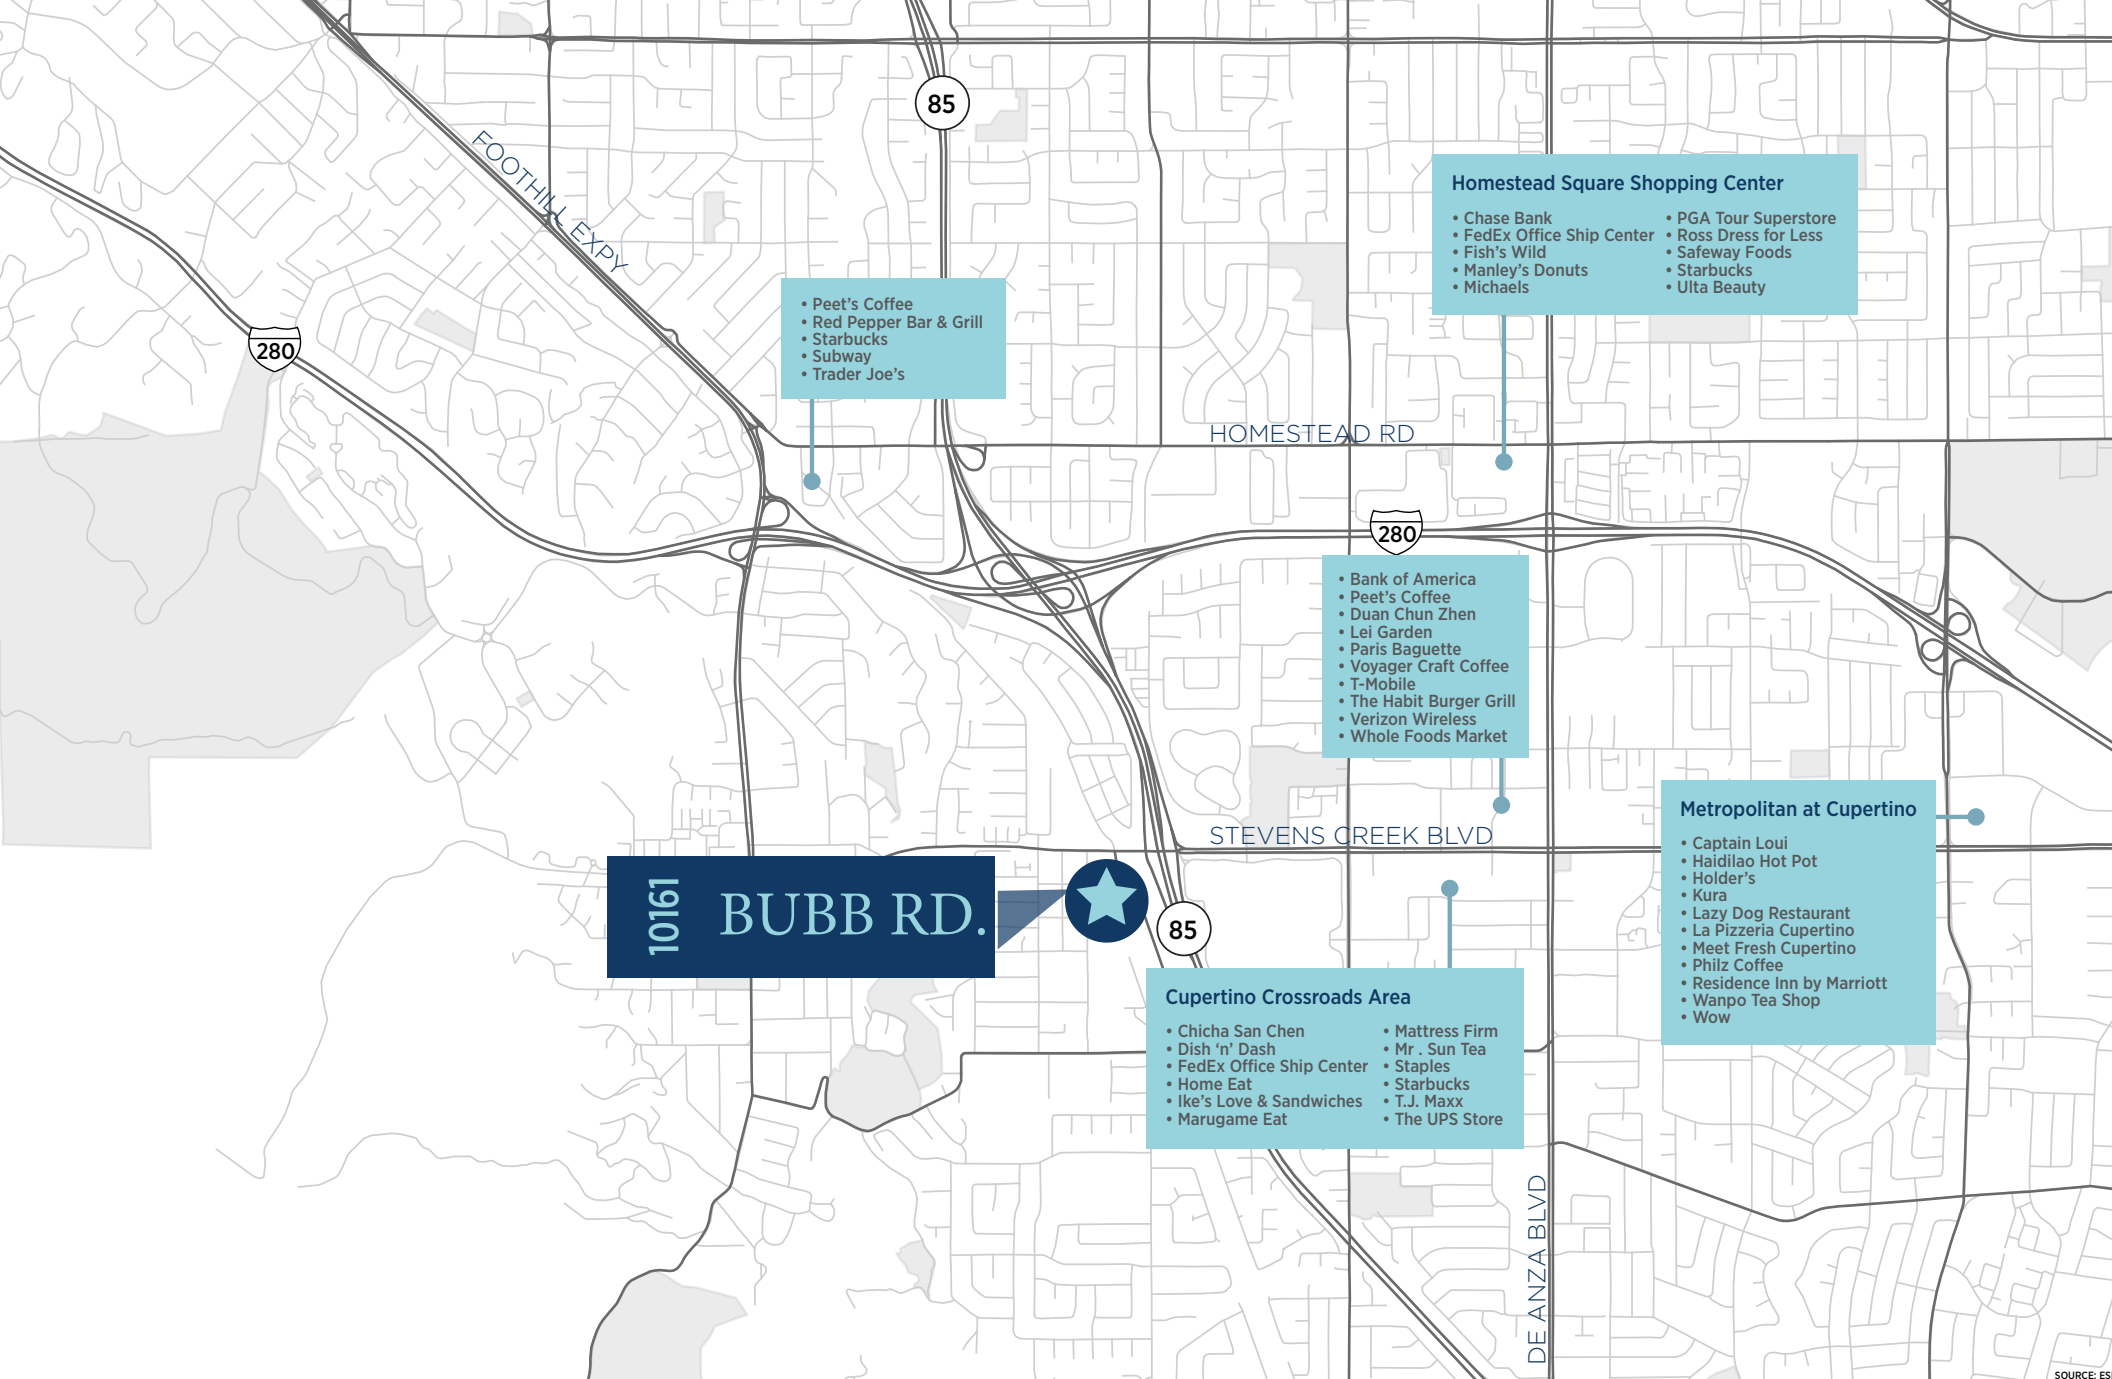 85
FOOTHILL EXPY
Homestead Square Shopping Center
• Chase Bank
• FedEx Office Ship Center
• Fish's Wild
• Manley's Donuts
• Michaels
• PGA Tour Superstore
• Ross Dress for Less
• Safeway Foods
• Starbucks
• Ulta Beauty
• Peet's Coffee
• Red Pepper Bar & Grill
• Starbucks
• Subway
• Trader Joe's
280
HOMESTEAD RD
280
• Bank of America
• Peet's Coffee
• Duan Chun Zhen
• Lei Garden
• Paris Baguette
• Voyager Craft Coffee
• T-Mobile
• The Habit Burger Grill
• Verizon Wireless
• Whole Foods Market
STEVENS CREEK BLVD
Metropolitan at Cupertino
• Captain Loui
• Haidilao Hot Pot
• Holder's
• Kura
• Lazy Dog Restaurant
• La Pizzeria Cupertino
• Meet Fresh Cupertino
• Philz Coffee
• Residence Inn by Marriott
• Wanpo Tea Shop
• Wow
10161
BUBB RD.
85
Cupertino Crossroads Area
• Chicha San Chen
• Dish 'n' Dash
• FedEx Office Ship Center
• Home Eat
• Ike's Love & Sandwiches
• Marugame Eat
• Mattress Firm
• Mr . Sun Tea
• Staples
• Starbucks
• T.J. Maxx
• The UPS Store
DE ANZA BLVD
SOURCE: